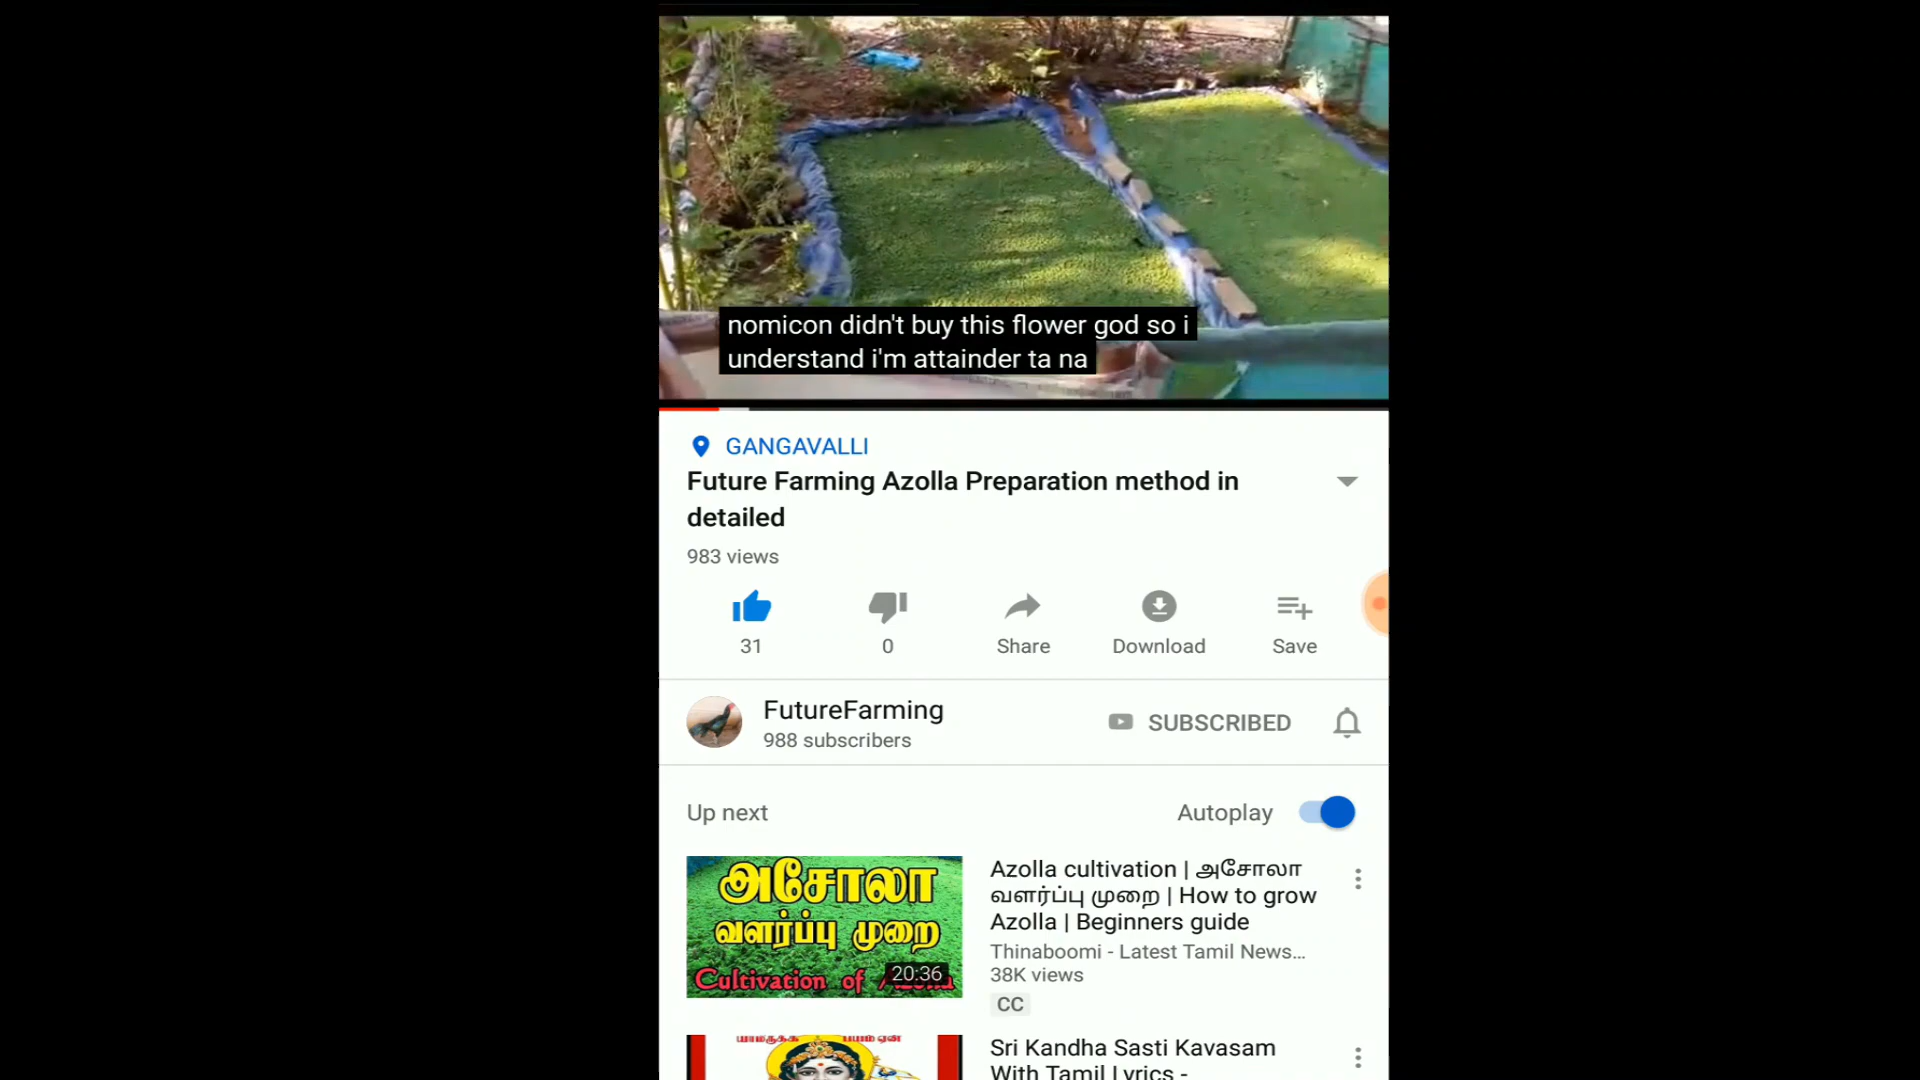 nomicon didn't buy this flower god so i
understand i'm attainder ta na
GANGAVALLI
Future Farming Azolla Preparation method in
detailed
983 views
31
0
Share
Download
Save
FutureFarming
988 subscribers
SUBSCRIBED
Up next
Autoplay
அசோலா
வளர்ப்பு முறை
Cultivation of
20:36
Azolla cultivation | அசோலா
வளர்ப்பு முறை | How to grow
Azolla | Beginners guide
Thinaboomi - Latest Tamil News...
38K views
CC
Sri Kandha Sasti Kavasam
With Tamil Lyrics -